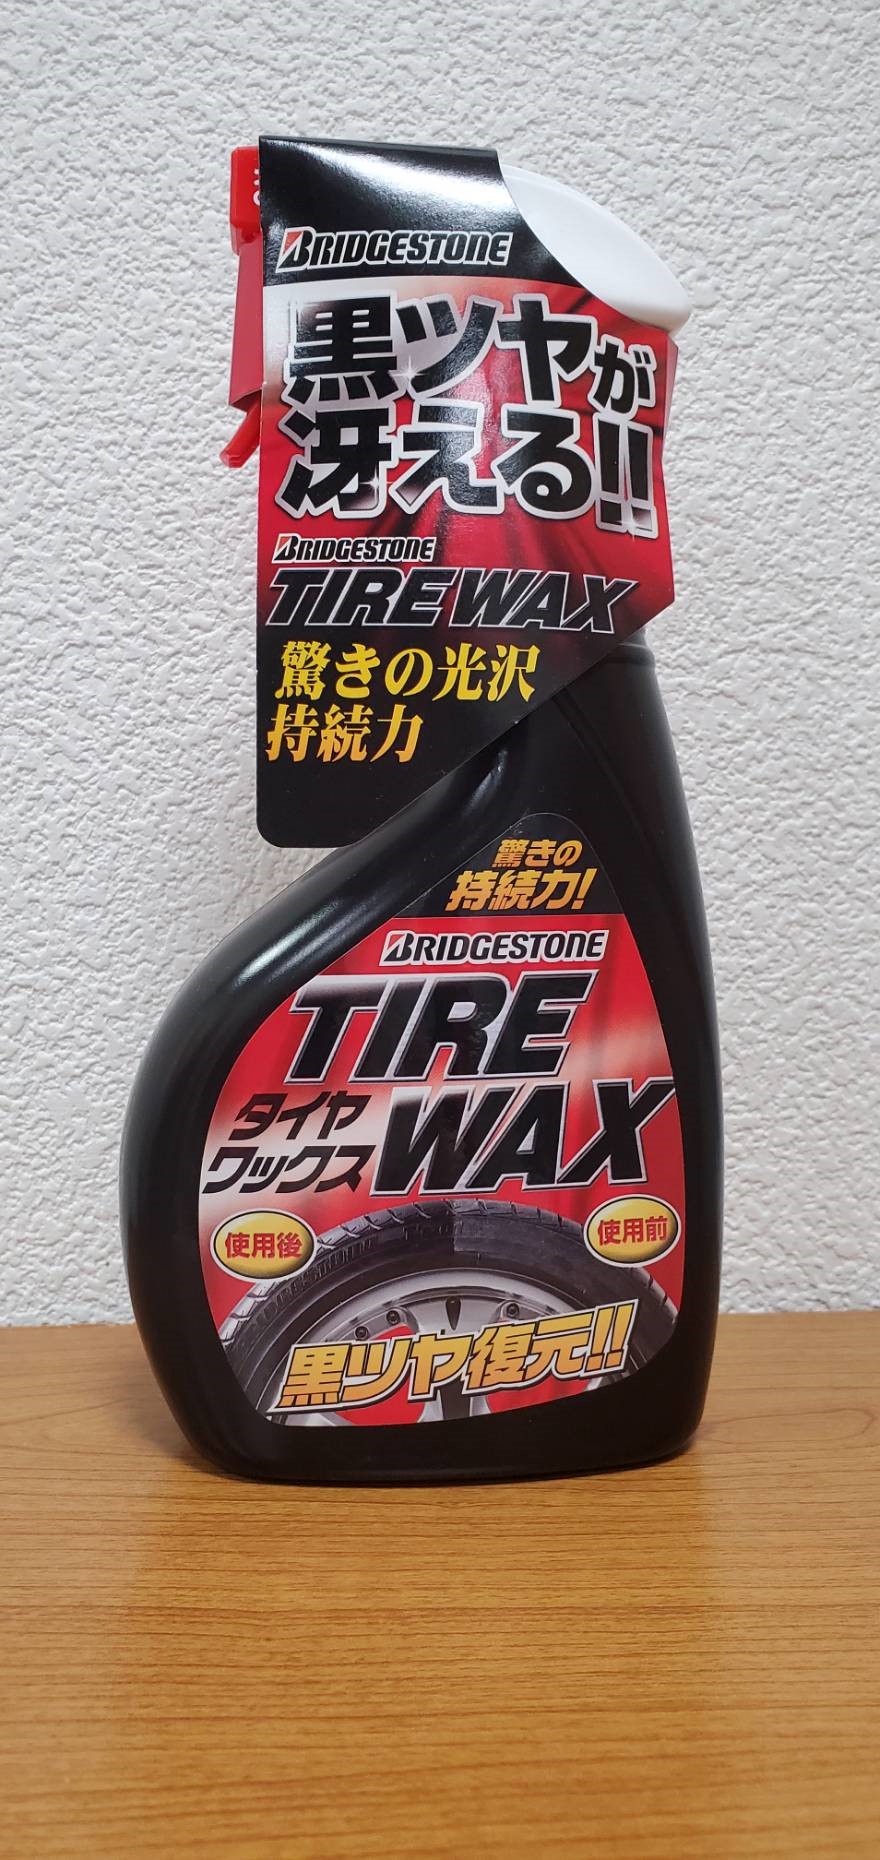 BRIDGESTONE
黒ツヤが
冴える!!
BRIDGESTONE
TIRE WAX
驚きの光沢
持続力
驚きの
持続力!
BRIDGESTONE
TIRE
WAX
タイヤ
ワックス
使用後
使用前
黒ツヤ復元!!